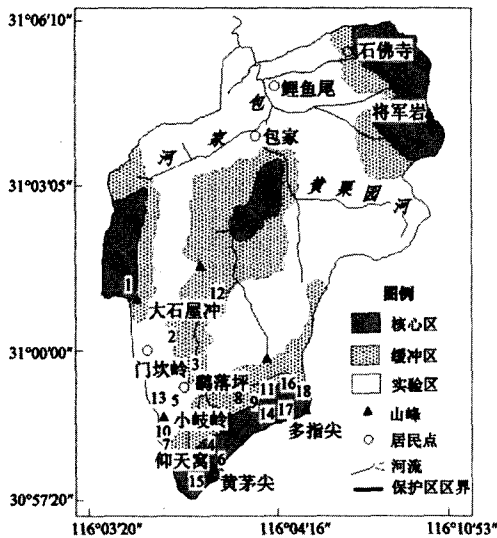 31°06′10″
石佛寺
鲤鱼尾
包
家
河
将军岩
包家
31°03′05″
黄栗园河
1
12
大石屋冲
2
31°00′00″
门坎岭
3
鹞落坪
13
5
8
9
11
16
18
小岐岭
14
17
10
多指尖
7
4
仰天窝
6
15
黄茅尖
30°57′20″
图例
核心区
缓冲区
实验区
山峰
居民点
河流
保护区区界
116°03′20″
116°04′16″
116°10′53″